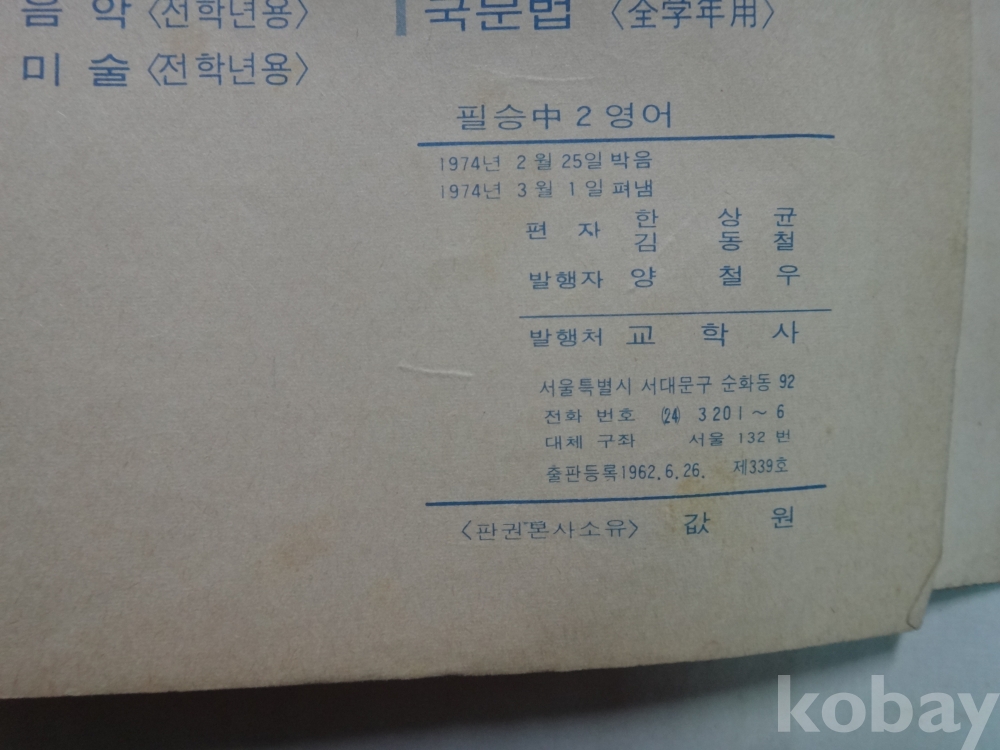 음 악 〈전학년용〉
국문법 〈全学年用〉
미 술 〈전학년용〉
필승中 2 영어
1974년 2 월 25일 박음
1974년 3 월 1 일 펴냄
편 자 한 상 균
김 동 철
발행자 양 철 우
발행처 교 학 사
서울특별시 서대문구 순화동 92
전화 번호 (24) 3201~6
대체 구좌 서울 132 번
출판등록1962.6.26. 제339호
〈판권본사소유〉 값 원
kobay